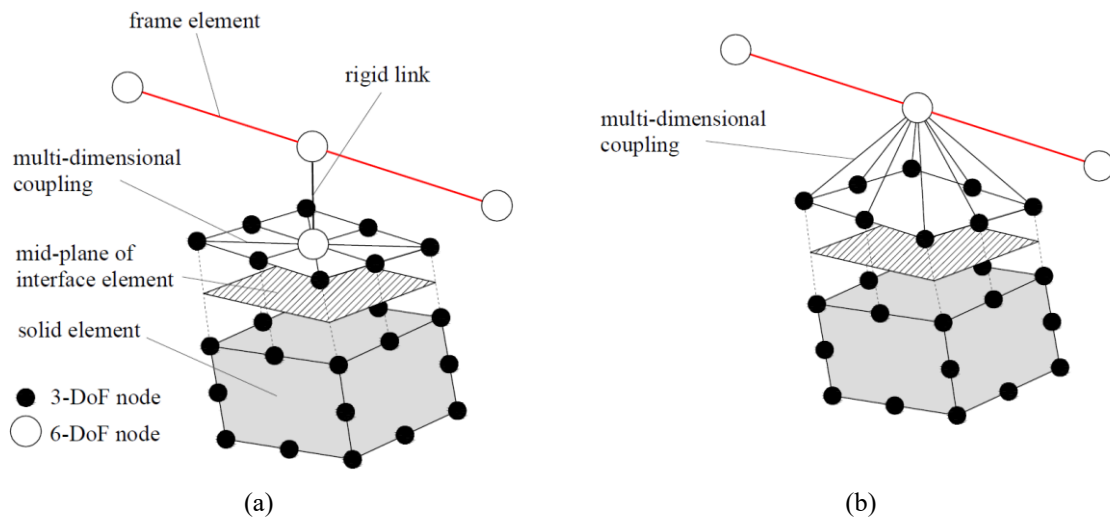 frame element
rigid link
multi-dimensional
coupling
mid-plane of
interface element
solid element
3-DoF node
6-DoF node
(a)
multi-dimensional
coupling
(b)